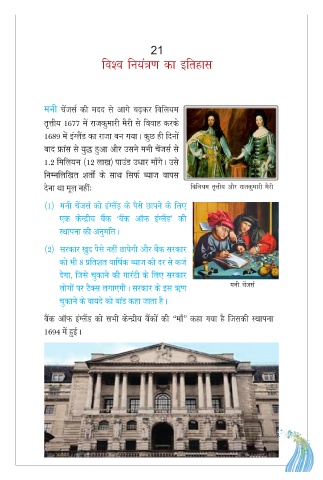 21
विश्व नियंत्रण का इतिहास
मनी चेंजर्स की मदद से आगे बढ़कर विलियम
तृत्तीय 1677 में राजकुमारी मैरी से विवाह करके
1689 में इंग्लैंड का राजा बन गया। कुछ ही दिनों
बाद फ्रांस से युद्ध हुआ और उसने मनी चेंजर्स से
1.2 मिलियन (12 लाख) पाउंड उधार माँगे। उसे
निम्नलिखित शर्तों के साथ सिर्फ ब्याज वापस
देना था मूल नहीं:
विलियम तृत्तीय और राजकुमारी मैरी
(1) मनी चेंजर्स को इंग्लैंड के पैसे छापने के लिए
एक केन्द्रीय बैंक ‘बैंक ऑफ इंग्लैंड’ की
स्थापना की अनुमति।
(2) सरकार खुद पैसे नहीं छापेगी और बैंक सरकार
को भी 8 प्रतिशत वार्षिक ब्याज की दर से कर्ज
देगा, जिसे चुकाने की गारंटी के लिए सरकार
लोगों पर टैक्स लगाएगी। सरकार के इस ऋण
चुकाने के वायदे को बांड कहा जाता है।
मनी चेंजर्स
बैंक ऑफ इंग्लैंड को सभी केन्द्रीय बैंकों की “माँ” कहा गया है जिसकी स्थापना
1694 में हुई।